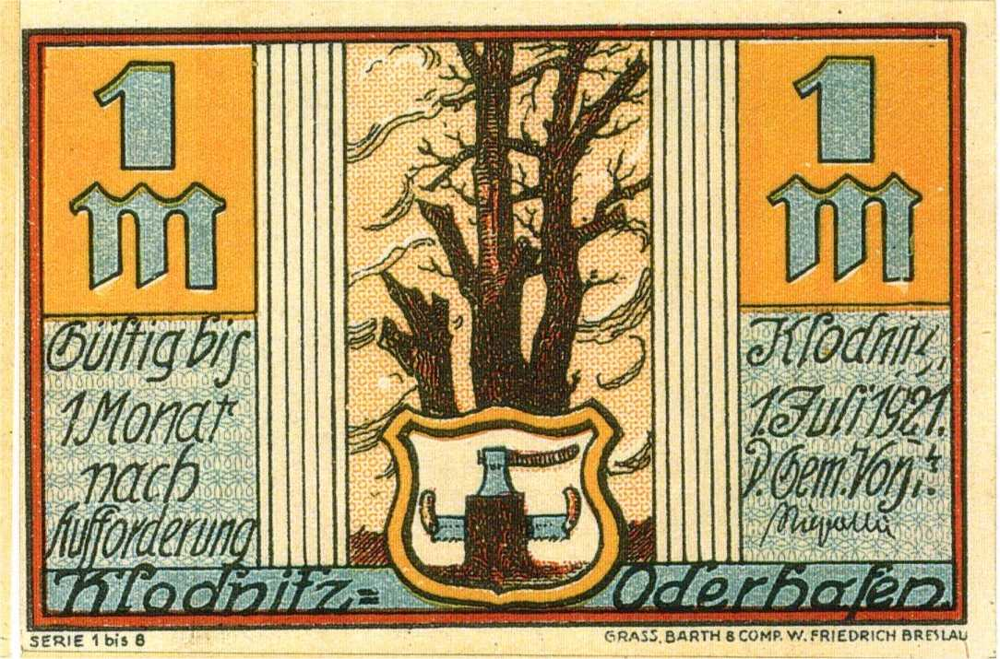 1
m
Gültig bis
1 Monat
nach
Aufforderung
1
m
Klodnitz,
1. Juli 1921.
D. Gem. Vorst.
Klodnitz=
Oderhafen.
SERIE 1 bis 8
GRASS, BARTH & COMP. W. FRIEDRICH BRESLAU